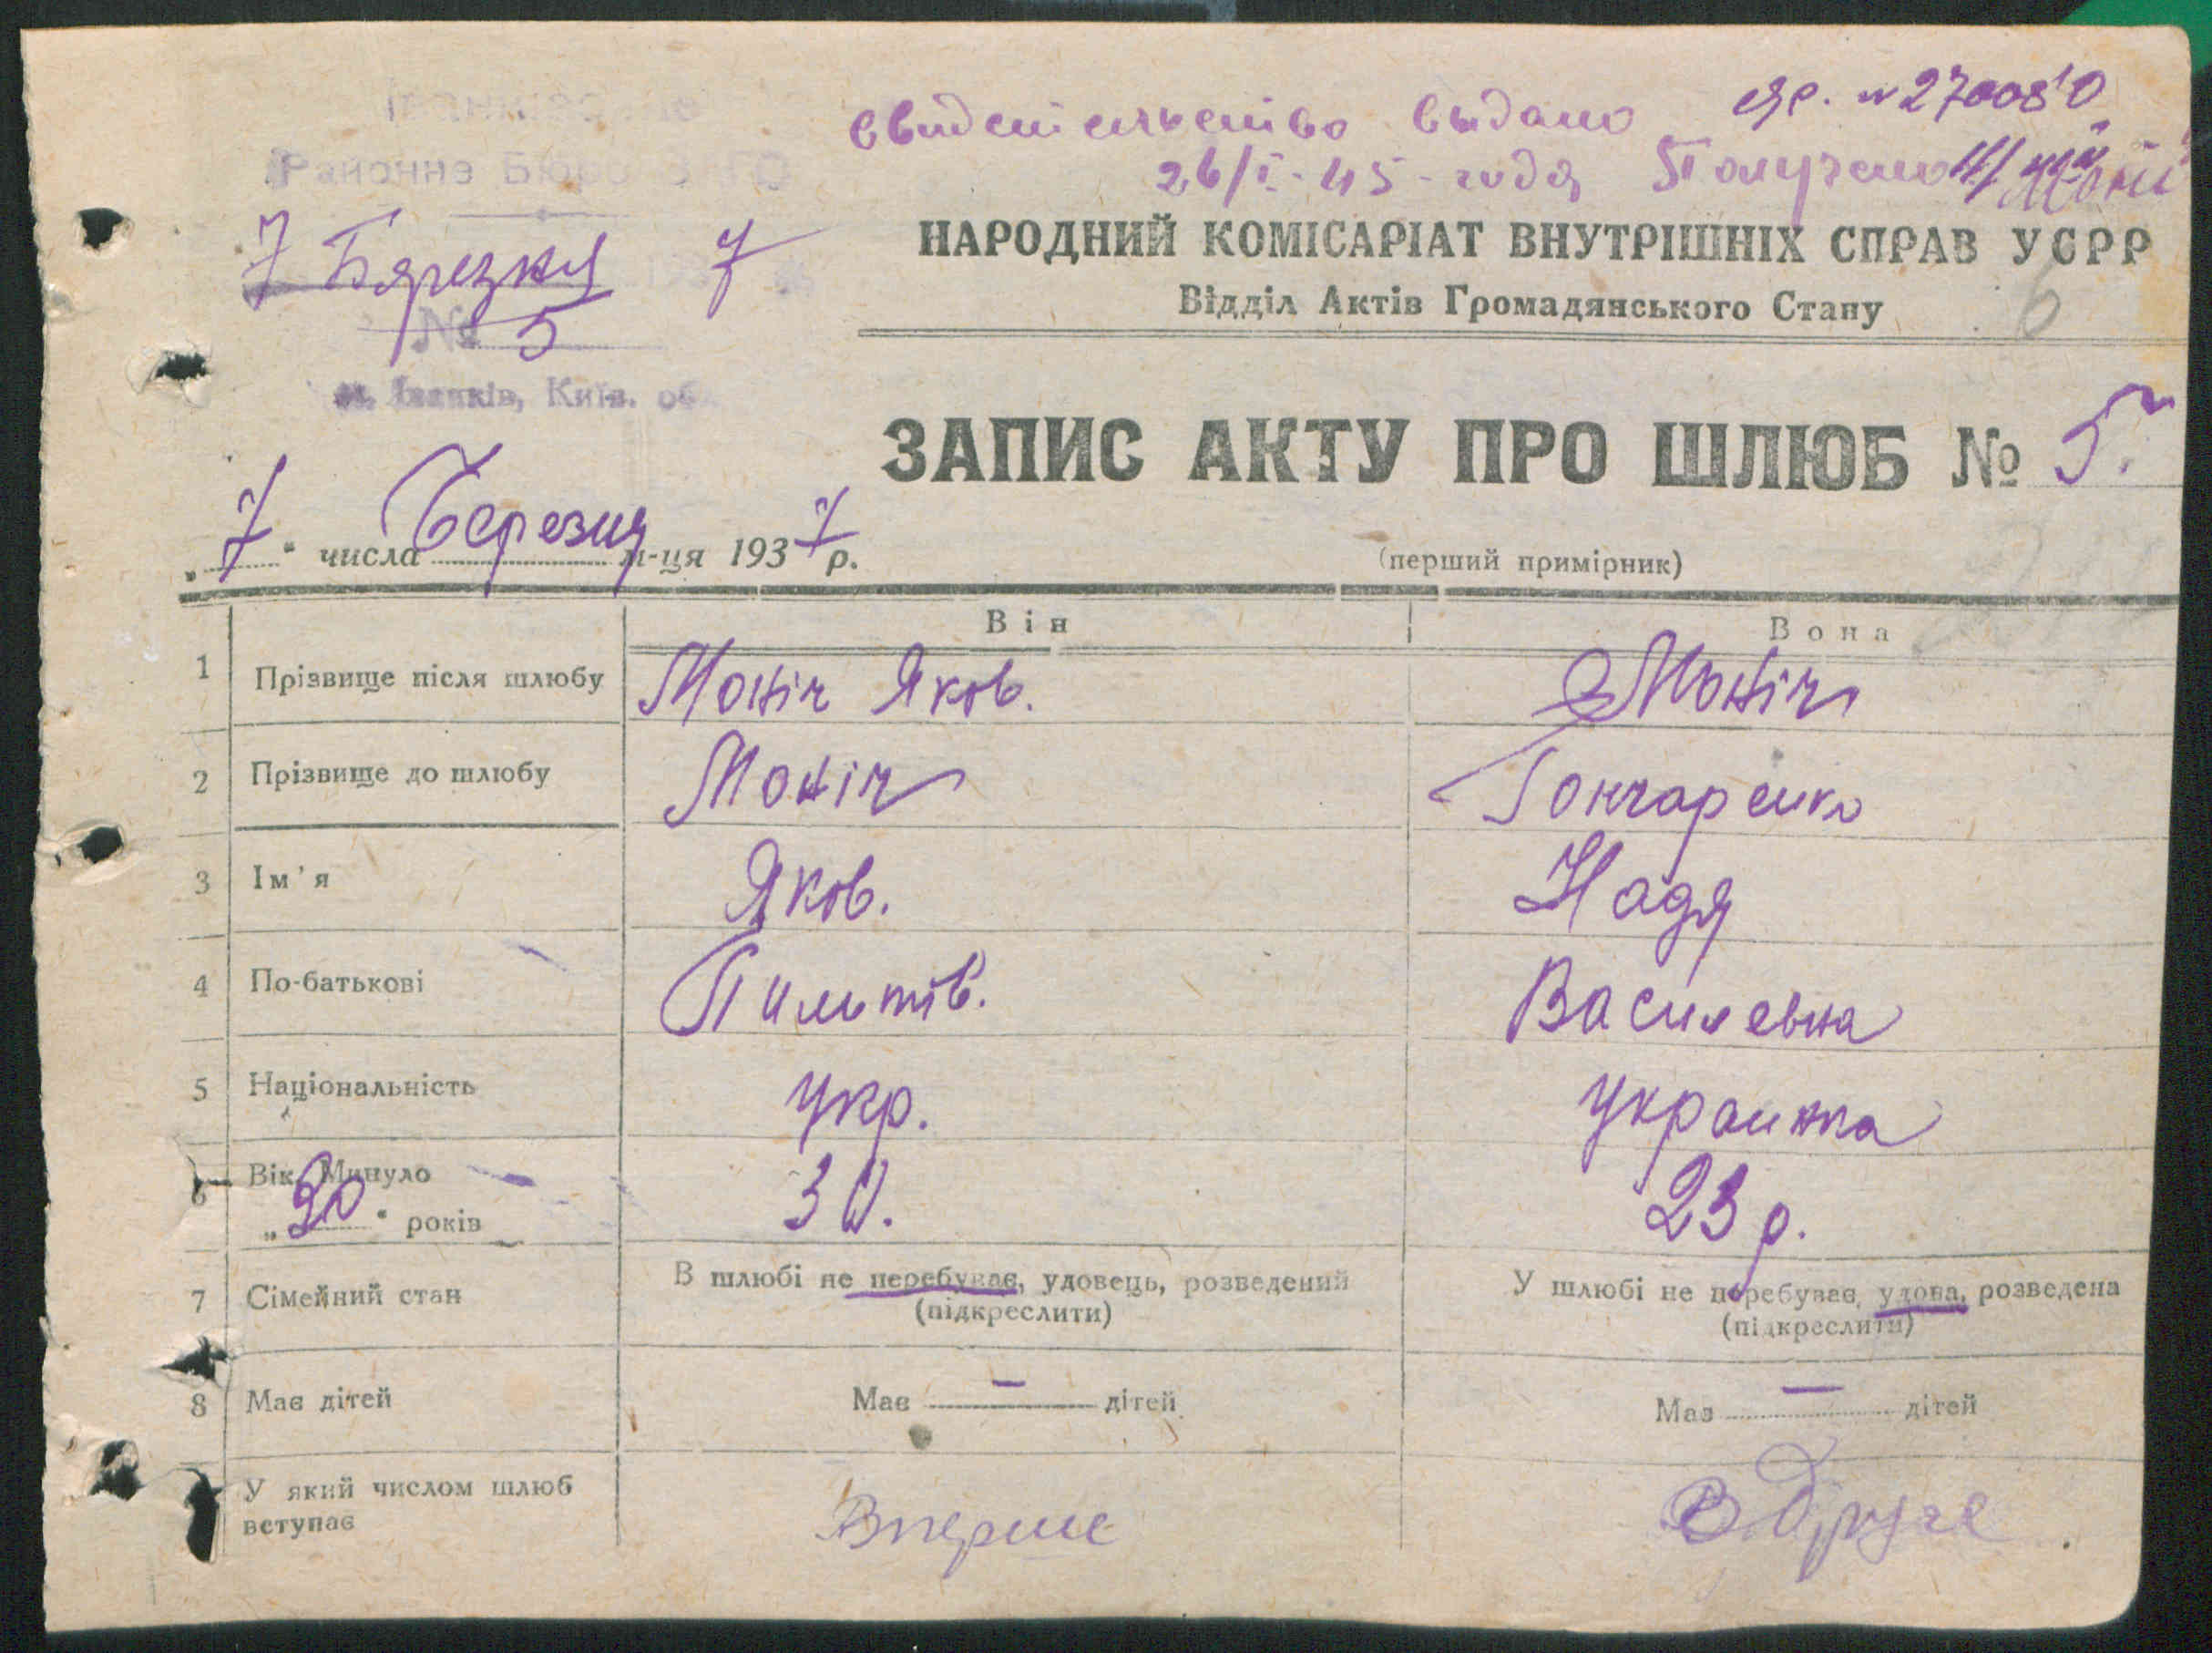 свидетельство выдано
26/I-45-года Получено
Районне Бюро ЗАГС
7 Бярезня 7
№ 5
м. Іванків, Київ. об
НАРОДНИЙ КОМІСАРІАТ ВНУТРІШНІХ СПРАВ УСРР
Відділ Актів Громадянського Стану
6
ЗАПИС АКТУ ПРО ШЛЮБ № 5.
„7“ числа Березня м-ця 1937 р.
(перший примірник)
Він
Вона
1 Прізвище після шлюбу Моніч Яков. Моніч
2 Прізвище до шлюбу Моніч Гончаренко
3 Ім'я Яков. Надя
4 По-батькові Василевна
5 Національність Укр. Украинка
6 Вік. Минуло „30“ років 30. 23 р.
7 Сімейний стан В шлюбі не перебуває, удовець, розведений (підкреслити) У шлюбі не перебуває, удова, розведена (підкреслити)
8 Має дітей Має — дітей Має — дітей
У який числом шлюб вступає Вперше Вдруге